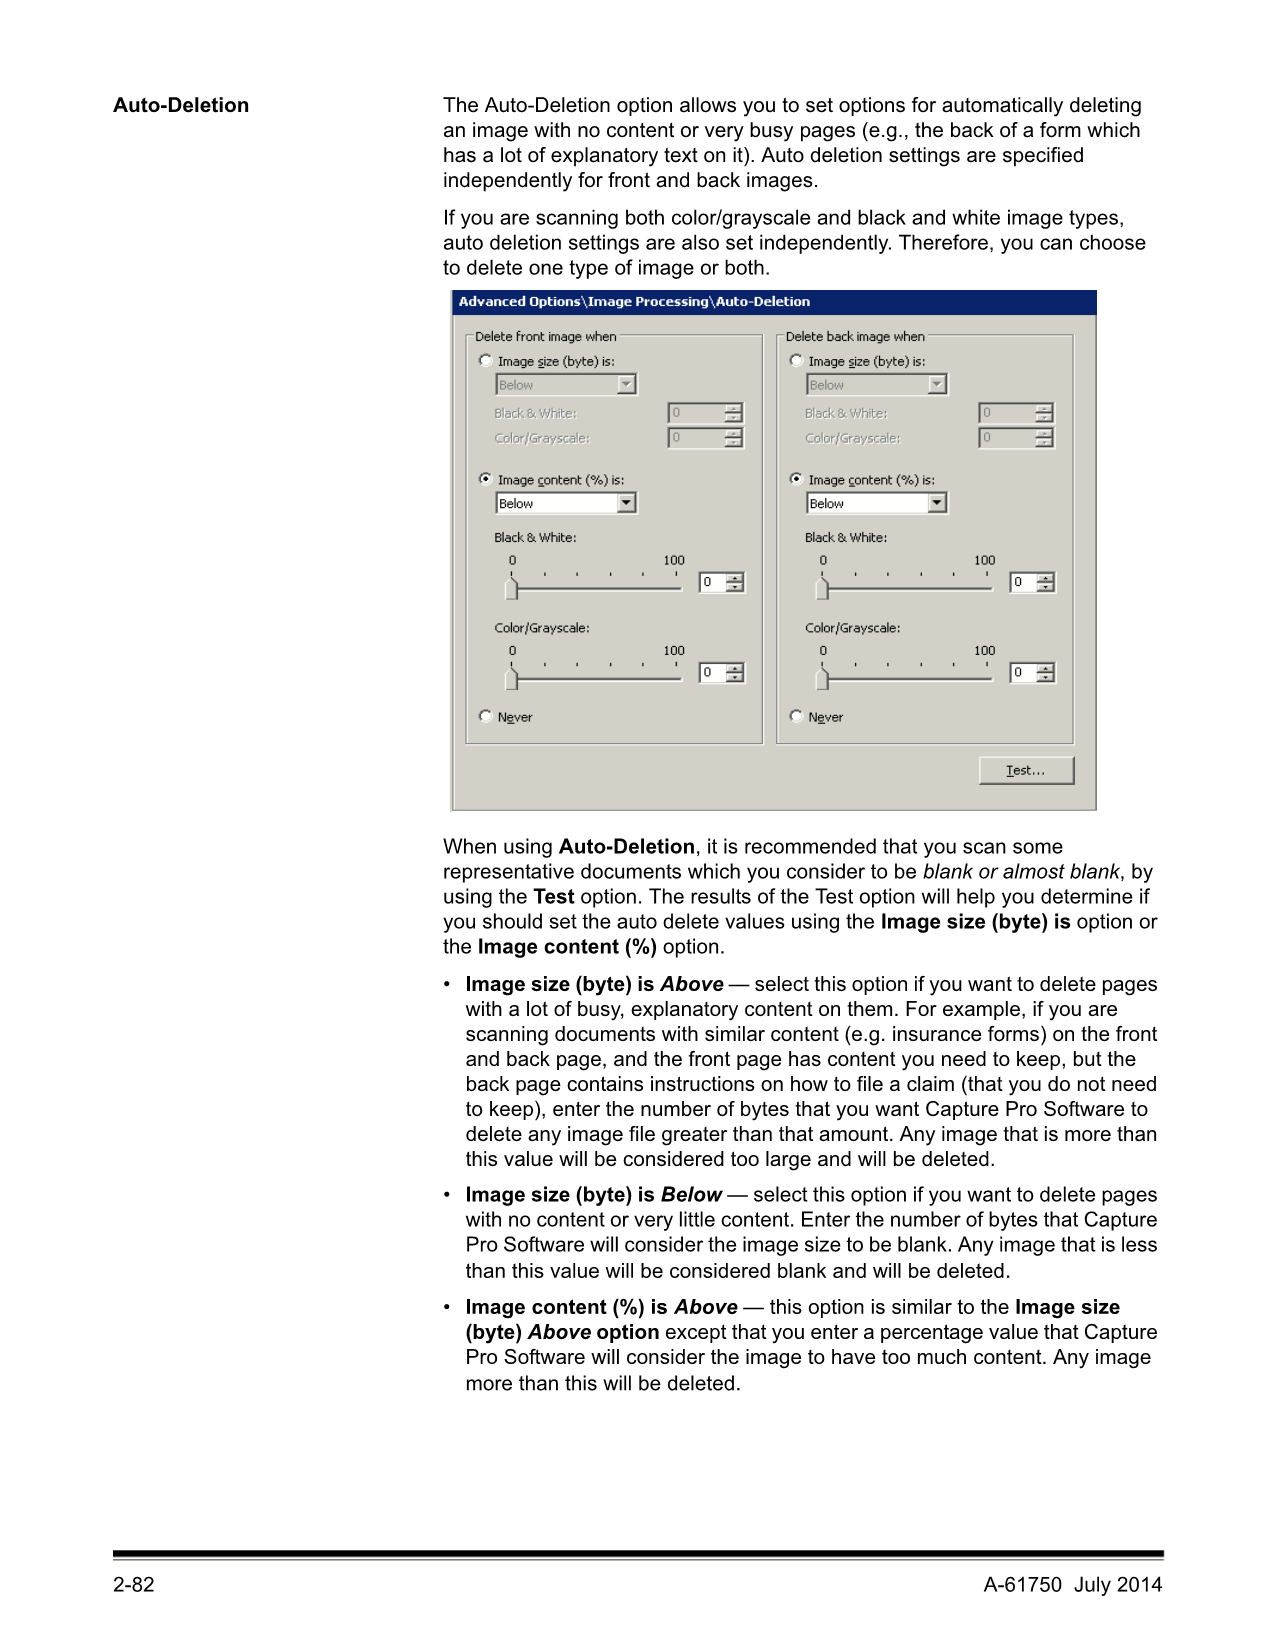 Auto-Deletion
The Auto-Deletion option allows you to set options for automatically deleting
an image with no content or very busy pages (e.g., the back of a form which
has a lot of explanatory text on it). Auto deletion settings are specified
independently for front and back images.
If you are scanning both color/grayscale and black and white image types,
auto deletion settings are also set independently. Therefore, you can choose
to delete one type of image or both.
Advanced Options\Image Processing\Auto-Deletion
Delete front image when
Image size (byte) is:
Below
Black & White:
0
Color/Grayscale:
0
Image content (%) is:
Below
Black & White:
0 100
0
Color/Grayscale:
0 100
0
Never
Delete back image when
Image size (byte) is:
Below
Black & White:
0
Color/Grayscale:
0
Image content (%) is:
Below
Black & White:
0 100
0
Color/Grayscale:
0 100
0
Never
Test...
When using Auto-Deletion, it is recommended that you scan some
representative documents which you consider to be blank or almost blank, by
using the Test option. The results of the Test option will help you determine if
you should set the auto delete values using the Image size (byte) is option or
the Image content (%) option.
• Image size (byte) is Above — select this option if you want to delete pages
with a lot of busy, explanatory content on them. For example, if you are
scanning documents with similar content (e.g. insurance forms) on the front
and back page, and the front page has content you need to keep, but the
back page contains instructions on how to file a claim (that you do not need
to keep), enter the number of bytes that you want Capture Pro Software to
delete any image file greater than that amount. Any image that is more than
this value will be considered too large and will be deleted.
• Image size (byte) is Below — select this option if you want to delete pages
with no content or very little content. Enter the number of bytes that Capture
Pro Software will consider the image size to be blank. Any image that is less
than this value will be considered blank and will be deleted.
• Image content (%) is Above — this option is similar to the Image size
(byte) Above option except that you enter a percentage value that Capture
Pro Software will consider the image to have too much content. Any image
more than this will be deleted.
2-82
A-61750 July 2014